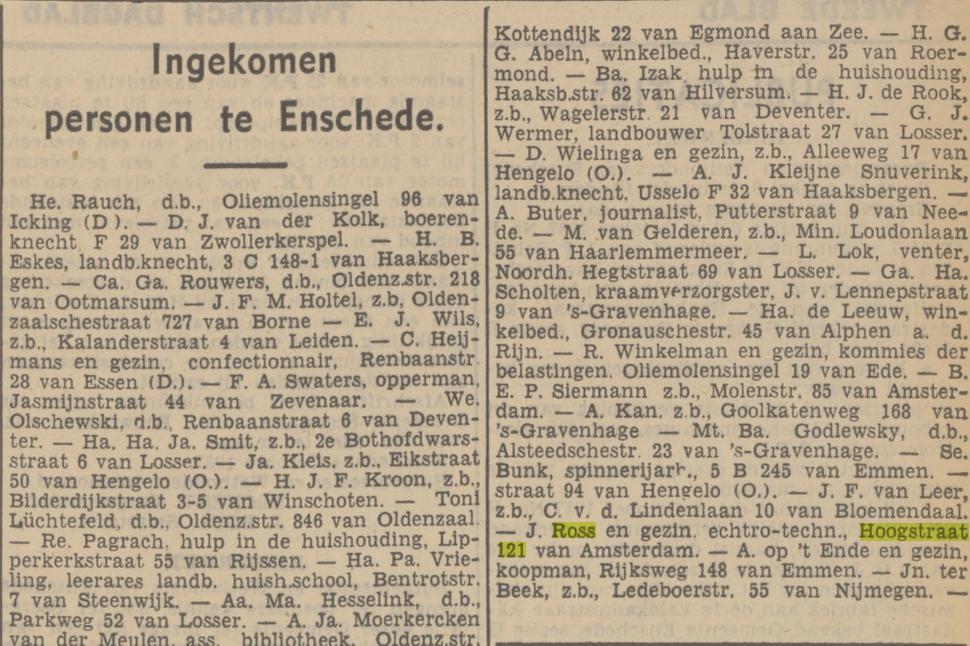 Ingekomen
personen te Enschede.
He. Rauch, d.b., Oliemolensingel 96 van
Icking (D ). — D. J. van der Kolk, boeren-
knecht, F 29 van Zwollerkerspel. — H. B.
Eskes, landb.knecht, 3 C 148-1 van Haaksber-
gen. — Ca. Ga. Rouwers, d.b., Oldenz.str. 218
van Ootmarsum. — J. F. M. Holtel, z.b, Olden-
zaalschestraat 727 van Borne — E. J. Wils,
z.b., Kalanderstraat 4 van Leiden. — C. Heij-
mans en gezin, confectionnair, Renbaanstr
28 van Essen (D.). — F. A. Swaters, opperman,
Jasmijnstraat 44 van Zevenaar. — We.
Olschewski, d.b., Renbaanstraat 6 van Deven-
ter. — Ha. Ha. Ja. Smit, z.b., 2e Bothofdwars-
straat 6 van Losser. — Ja. Kleis, z.b., Eikstraat
50 van Hengelo (O.). — H. J. F. Kroon, z.b.,
Bilderdijkstraat 3-5 van Winschoten. — Toni
Lüchtefeld, d.b., Oldenz.str. 846 van Oldenzaal.
— Re. Pagrach, hulp in de huishouding, Lip-
perkerkstraat 55 van Rijssen. — Ha. Pa. Vrie-
ling, leerares landb. huish.school, Bentrotstr.
7 van Steenwijk. — Aa. Ma. Hesselink, d.b.,
Parkweg 52 van Losser. — A. Ja. Moerkercken
van der Meulen, ass. bibliotheek, Oldenz.str.
Kottendijk 22 van Egmond aan Zee. — H. G.
G. Abeln, winkelbed., Haverstr. 25 van Roer-
mond. — Ba. Izak, hulp in de huishouding,
Haaksb.str. 62 van Hilversum. — H. J. de Rook,
z.b., Wagelerstr. 21 van Deventer. — G. J.
Wermer, landbouwer, Tolstraat 27 van Losser.
— D. Wielinga en gezin, z.b., Alleeweg 17 van
Hengelo (O.). — A. J. Kleijne Snuverink,
landb.knecht, Usselo F 32 van Haaksbergen. —
A. Buter, journalist, Putterstraat 9 van Nee-
de. — M. van Gelderen, z.b., Min. Loudonlaan
55 van Haarlemmermeer. — L. Lok, venter,
Noordh. Hegtstraat 69 van Losser. — Ga. Ha.
Scholten, kraamverzorgster, J. v. Lennepstraat
9 van 's-Gravenhage. — Ha. de Leeuw, win-
kelbed., Gronauschestr. 45 van Alphen a. d.
Rijn. — R. Winkelman en gezin, kommies der
belastingen. Oliemolensingel 19 van Ede. — B.
E. P. Siermann z.b., Molenstr. 85 van Amster-
dam. — A. Kan. z.b., Goolkatenweg 168 van
's-Gravenhage — Mt. Ba. Godlewsky, d.b.,
Alsteedschestr. 23 van 's-Gravenhage. — Se.
Bunk, spinnerijarb., 5 B 245 van Emmen. —
straat 94 van Hengelo (O.). — J. F. van Leer,
z.b., C. v. d. Lindenlaan 10 van Bloemendaal.
— J. Ross en gezin. echtro-techn., Hoogstraat
121 van Amsterdam. — A. op 't Ende en gezin,
koopman, Rijksweg 148 van Emmen. — Jn. ter
Beek, z.b., Ledeboerstr. 55 van Nijmegen. —